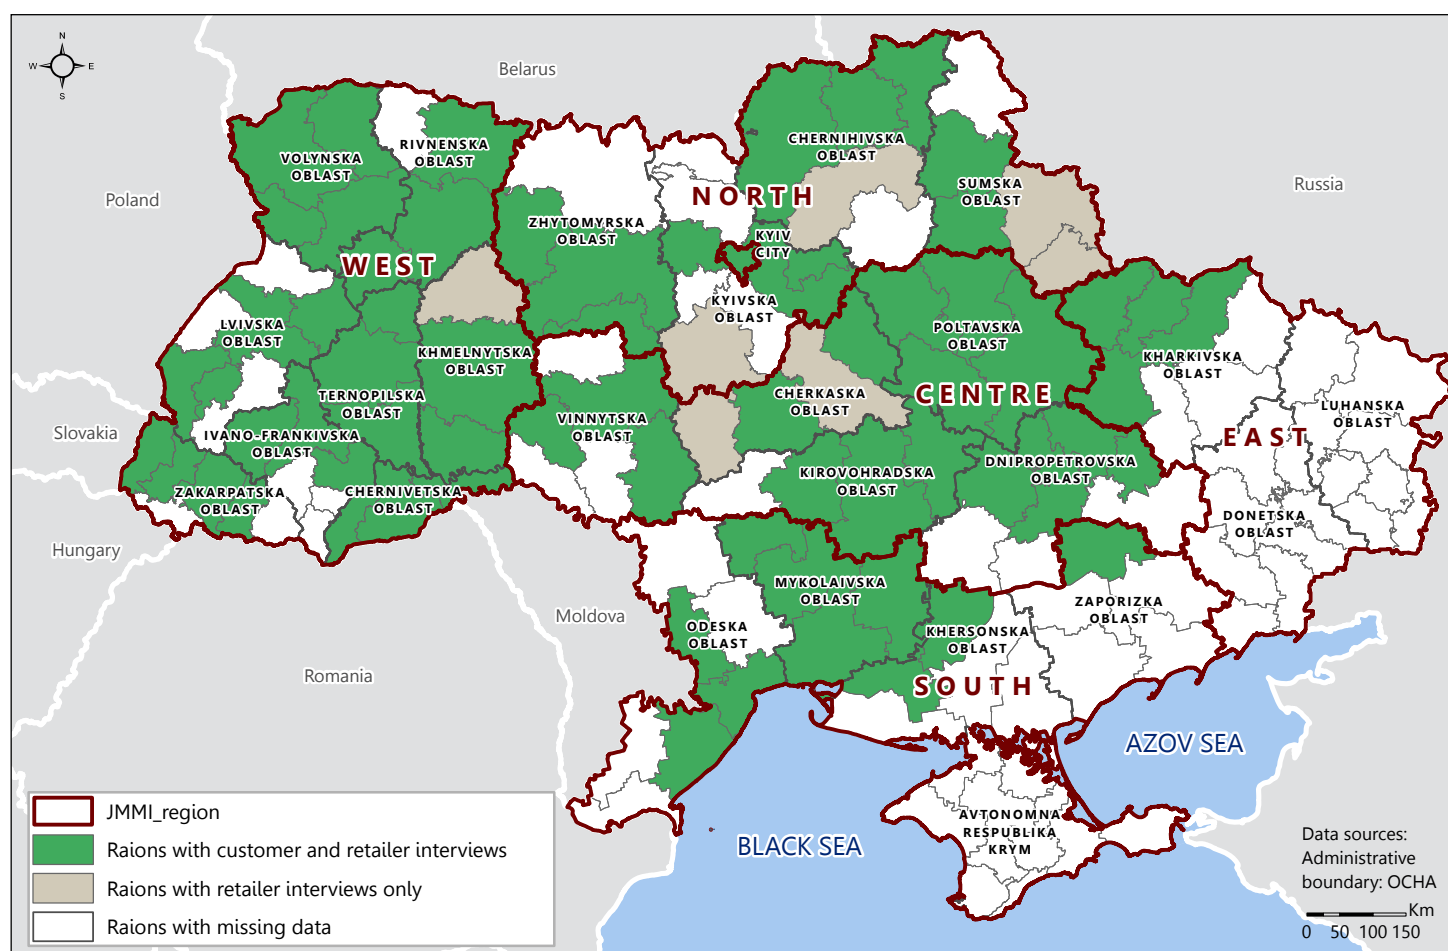 N
W
E
S
Belarus
Poland
Russia
Slovakia
Hungary
Romania
Moldova
VOLYNSKA
OBLAST
RIVNENSKA
OBLAST
ZHYTOMYRSKA
OBLAST
NORTH
CHERNIHIVSKA
OBLAST
SUMSKA
OBLAST
KYIV
CITY
WEST
LVIVSKA
OBLAST
KHMELNYTSKA
OBLAST
TERNOPILSKA
OBLAST
IVANO-FRANKIVSKA
OBLAST
ZAKARPATSKA
OBLAST
CHERNIVETSKA
OBLAST
KYIVSKA
OBLAST
POLTAVSKA
OBLAST
KHARKIVSKA
OBLAST
CENTRE
CHERKASKA
OBLAST
VINNYTSKA
OBLAST
KIROVOHRADSKA
OBLAST
DNIPROPETROVSKA
OBLAST
EAST
LUHANSKA
OBLAST
DONETSKA
OBLAST
MYKOLAIVSKA
OBLAST
ODESKA
OBLAST
KHERSONSKA
OBLAST
ZAPORIZKA
OBLAST
SOUTH
AZOV SEA
BLACK SEA
AVTONOMNA
RESPUBLIKA
KRYM
JMMI_region
Raions with customer and retailer interviews
Raions with retailer interviews only
Raions with missing data
Data sources:
Administrative
boundary: OCHA
Km
0 50 100 150